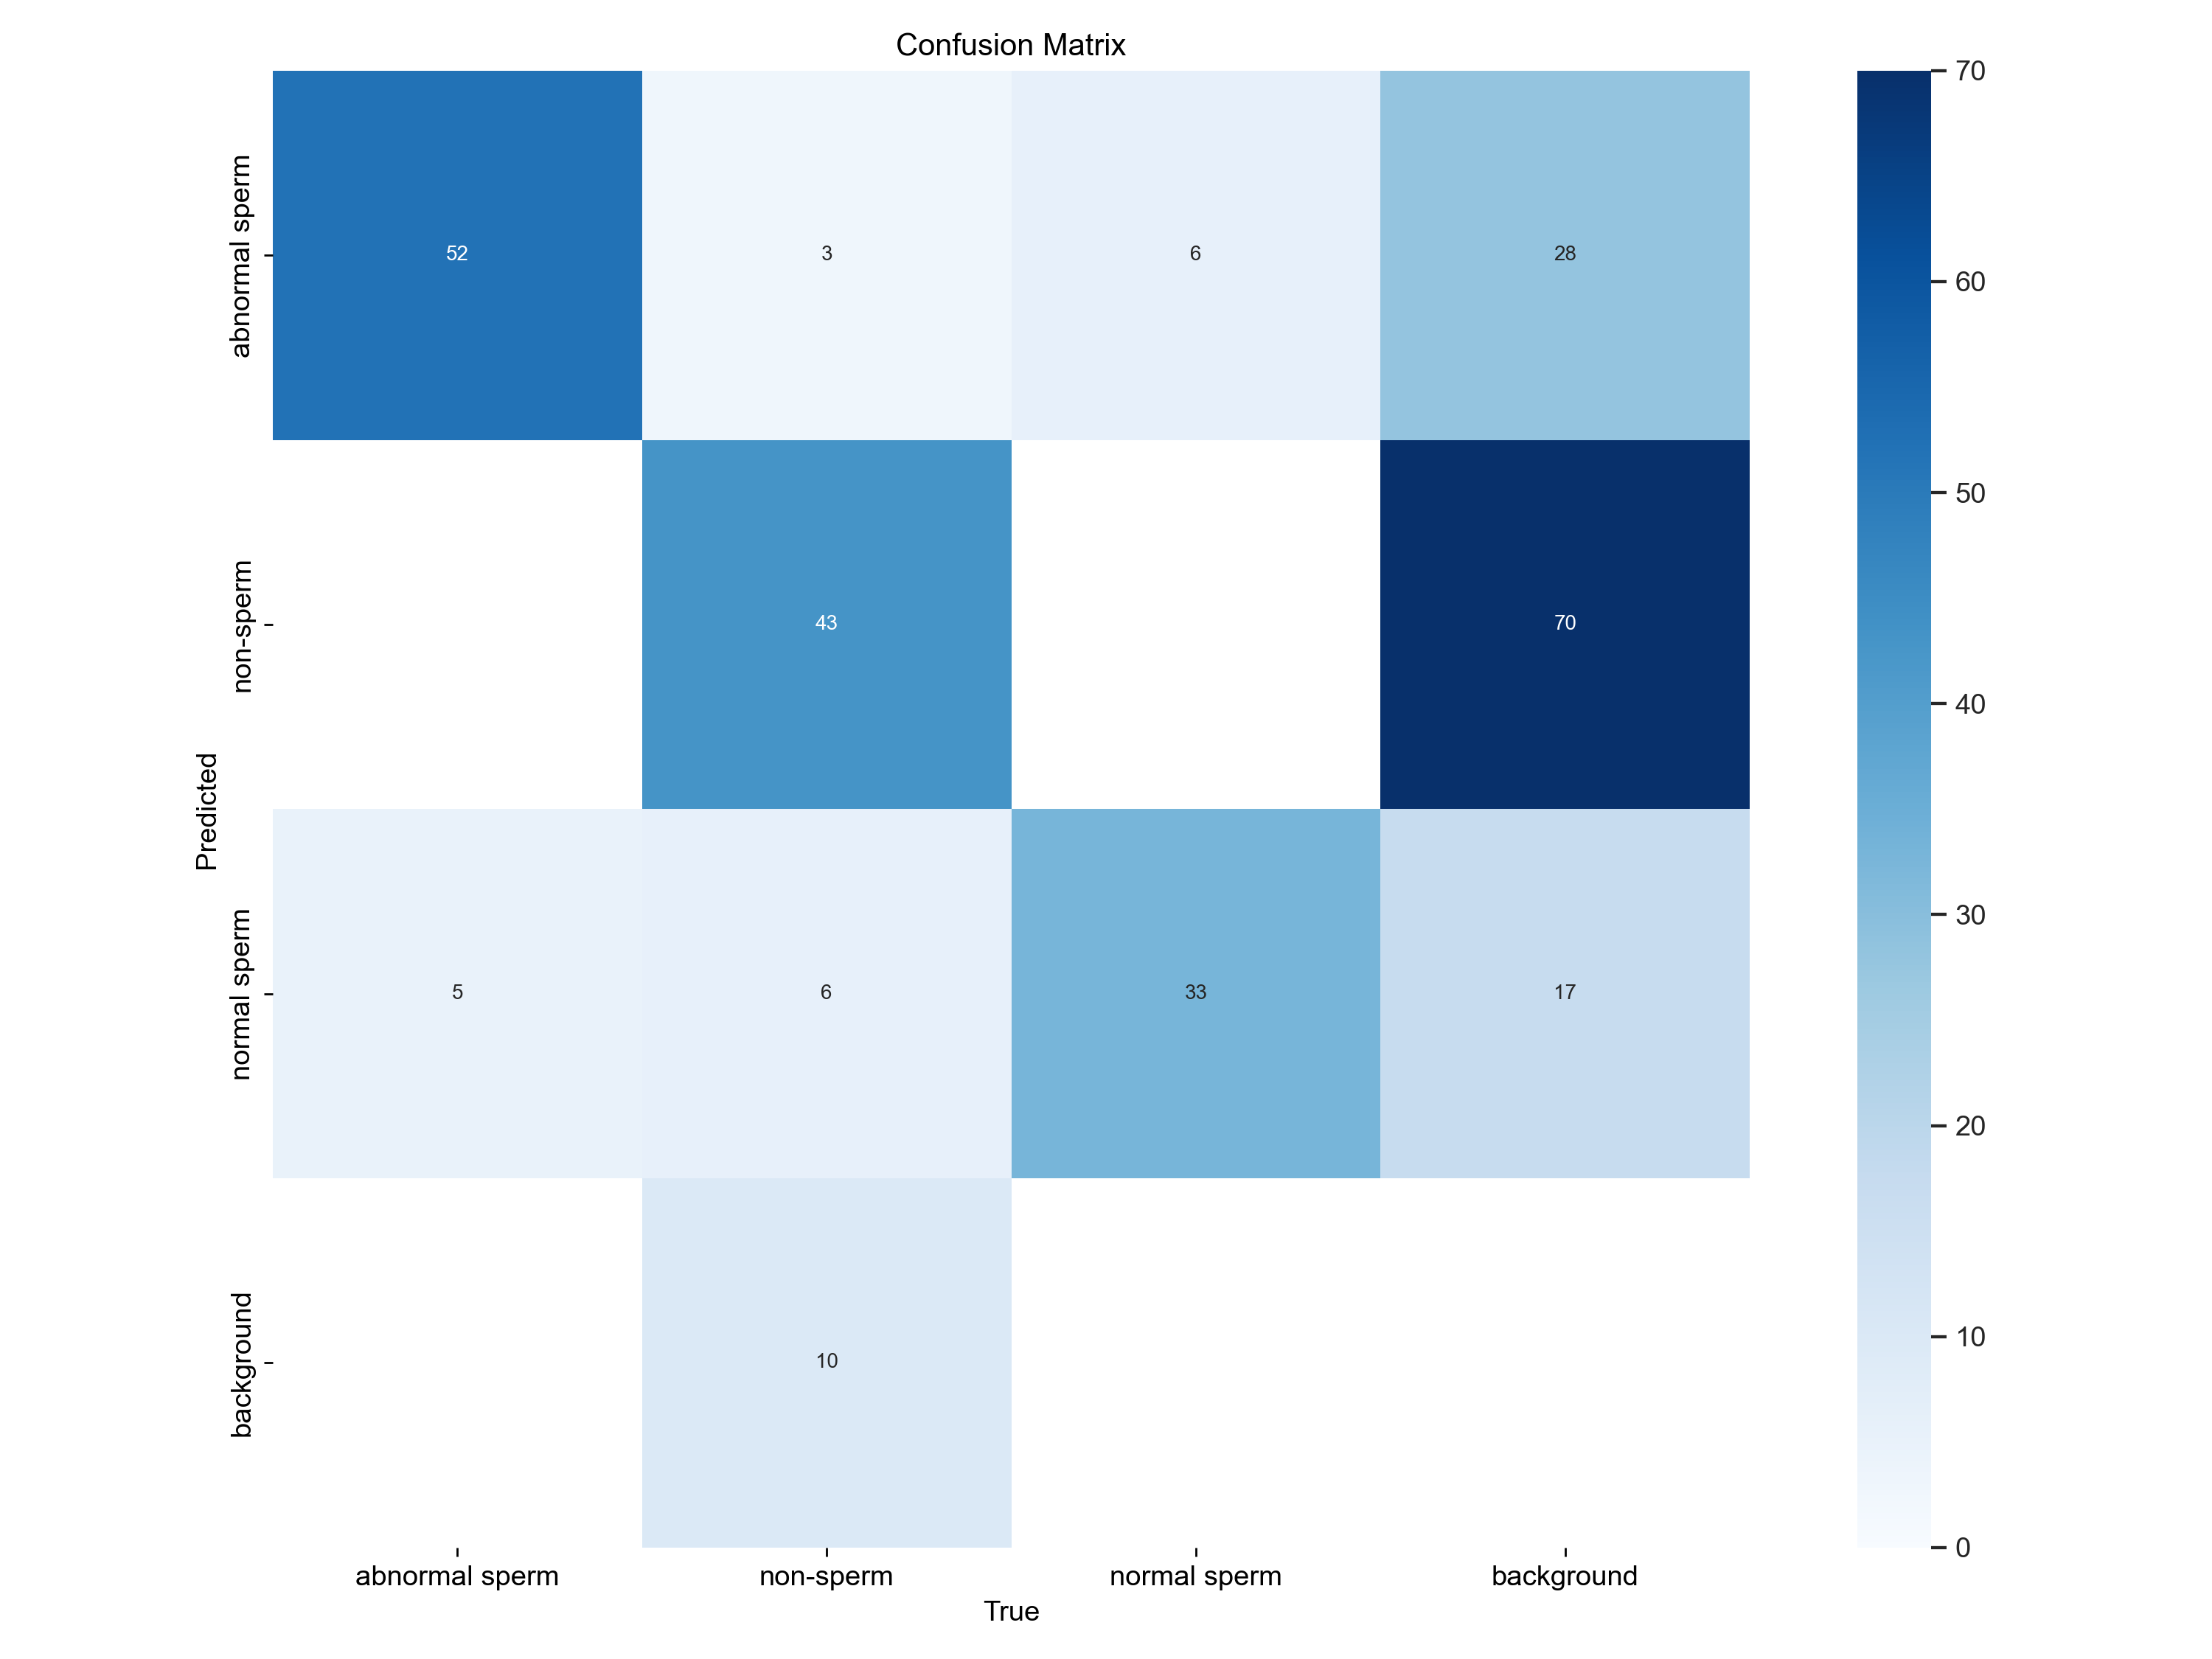 Confusion Matrix
abnormal sperm
52
3
6
28
non-sperm
43
70
Predicted
normal sperm
5
6
33
17
background
10
abnormal sperm
non-sperm
normal sperm
background
True
70
60
50
40
30
20
10
0